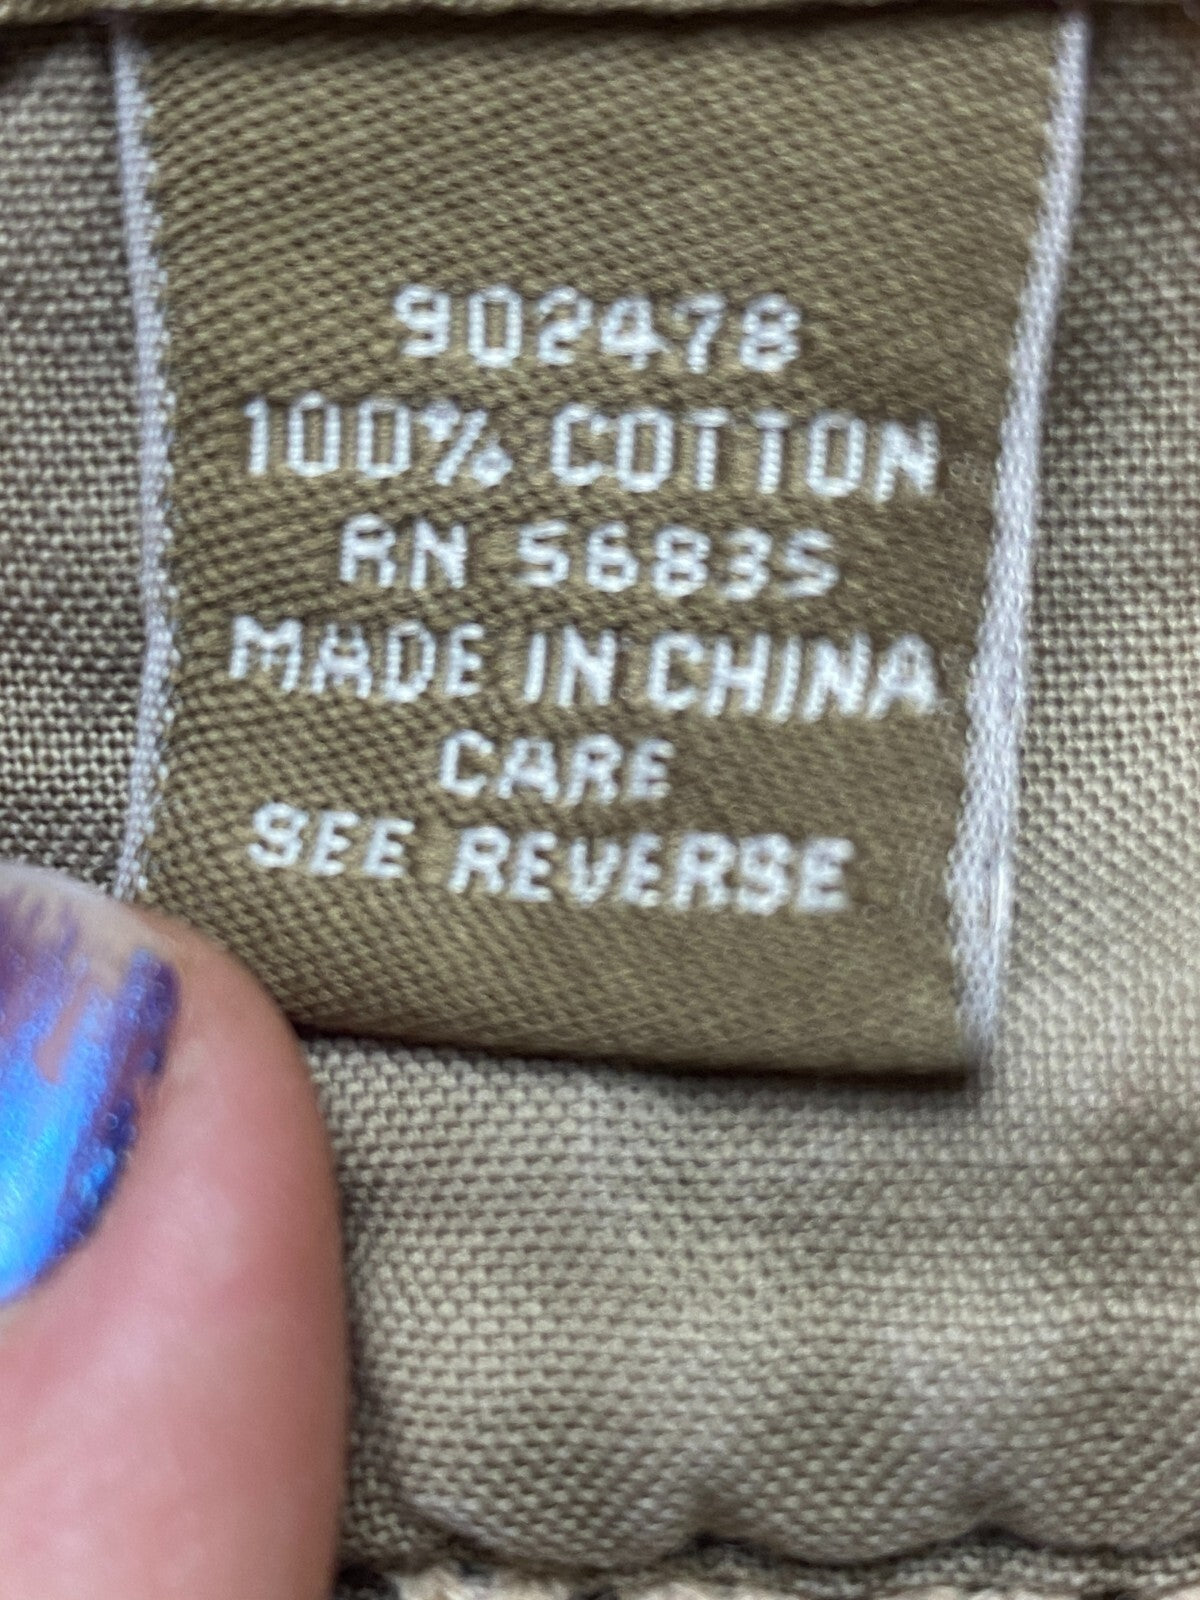 902478
100% COTTON
RN 56835
MADE IN CHINA
CARE
SEE REVERSE